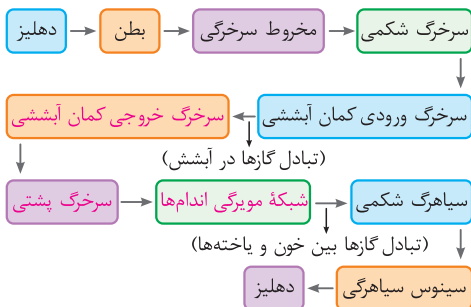 دهلیز بطن مخروط سرخرگی سرخرگ شکمی
سرخرگ ورودی کمان آبششی سرخرگ خروجی کمان آبششی
(تبادل گازها در آبشش)
سیاهرگ شکمی شبکهٔ مویرگی اندام‌ها سرخرگ پشتی
(تبادل گازها بین خون و یاخته‌ها)
سینوس سیاهرگی دهلیز